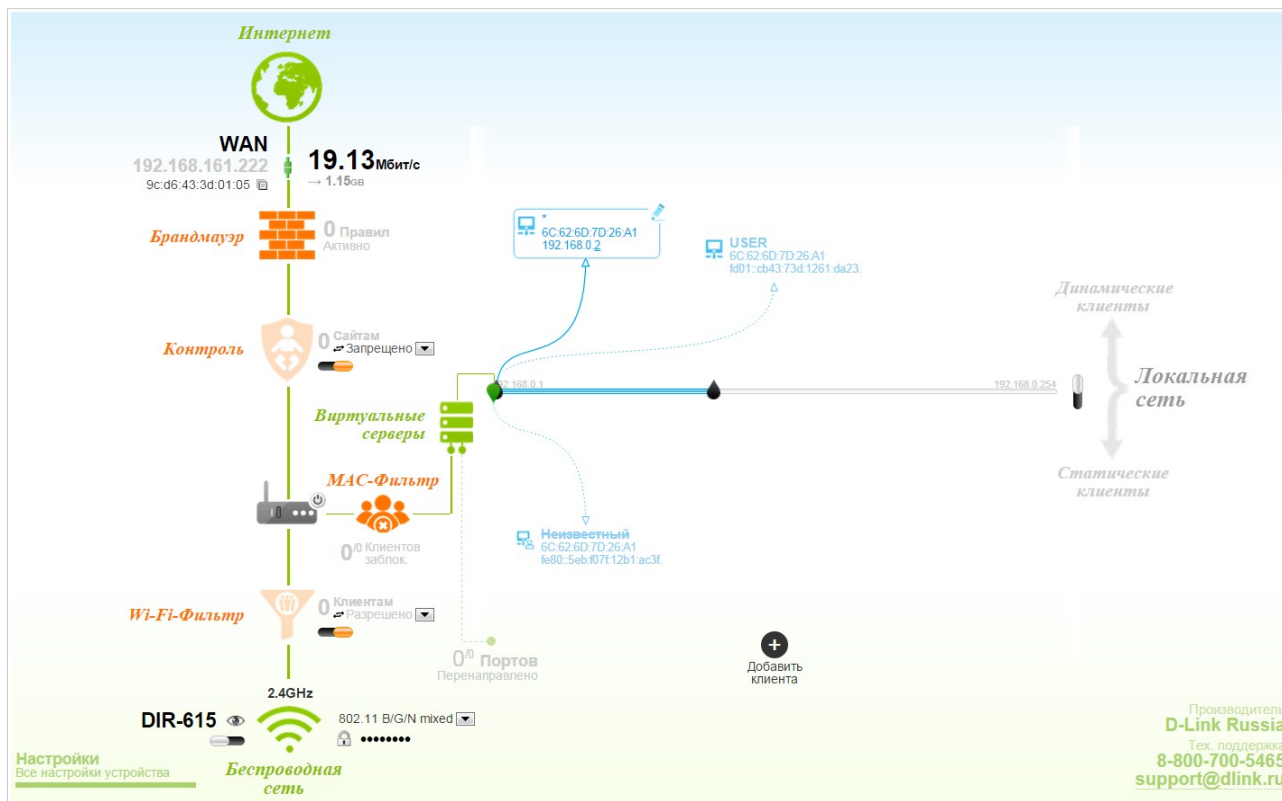 Интернет
WAN
192.168.161.222
9c:d6:43:3d:01:05
19.13Мбит/с
→ 1.15GB
Брандмауэр
0 Правил
Активно
*
6C:62:6D:7D:26:A1
192.168.0.2
USER
6C:62:6D:7D:26:A1
fd01::cb43:73d:1261:da23.
Динамические
клиенты
Контроль
0 Сайтам
Запрещено
192.168.0.254
Локальная
сеть
Виртуальные
серверы
Статические
клиенты
МАС-Фильтр
0/0 Клиентов
заблок.
Неизвестный
6C:62:6D:7D:26:A1
fe80::5eb:f07f:12b1:ac3f.
Wi-Fi-Фильтр
0 Клиентам
Разрешено
0/0 Портов
Перенаправлено
Добавить
клиента
2.4GHz
DIR-615
802.11 B/G/N mixed
••••••••
Беспроводная
сеть
Настройки
Все настройки устройства
Производитель
D-Link Russia
Тех. поддержка
8-800-700-5465
support@dlink.ru